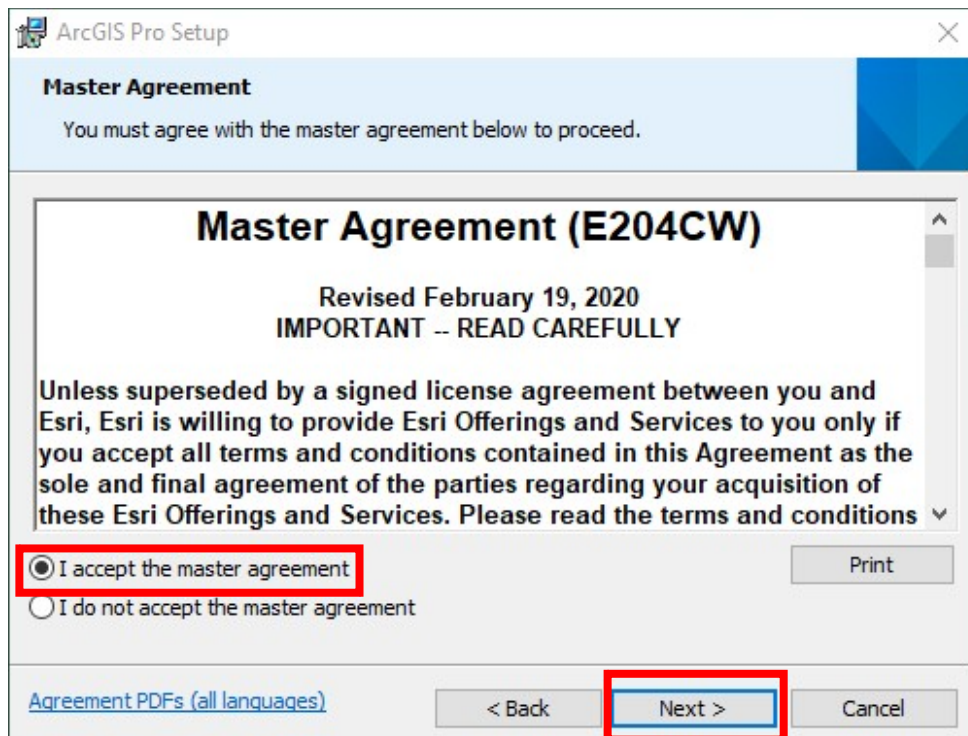 ArcGIS Pro Setup
Master Agreement
You must agree with the master agreement below to proceed.
Master Agreement (E204CW)
Revised February 19, 2020
IMPORTANT -- READ CAREFULLY
Unless superseded by a signed license agreement between you and
Esri, Esri is willing to provide Esri Offerings and Services to you only if
you accept all terms and conditions contained in this Agreement as the
sole and final agreement of the parties regarding your acquisition of
these Esri Offerings and Services. Please read the terms and conditions
I accept the master agreement
Print
I do not accept the master agreement
Agreement PDFs (all languages)
< Back
Next >
Cancel